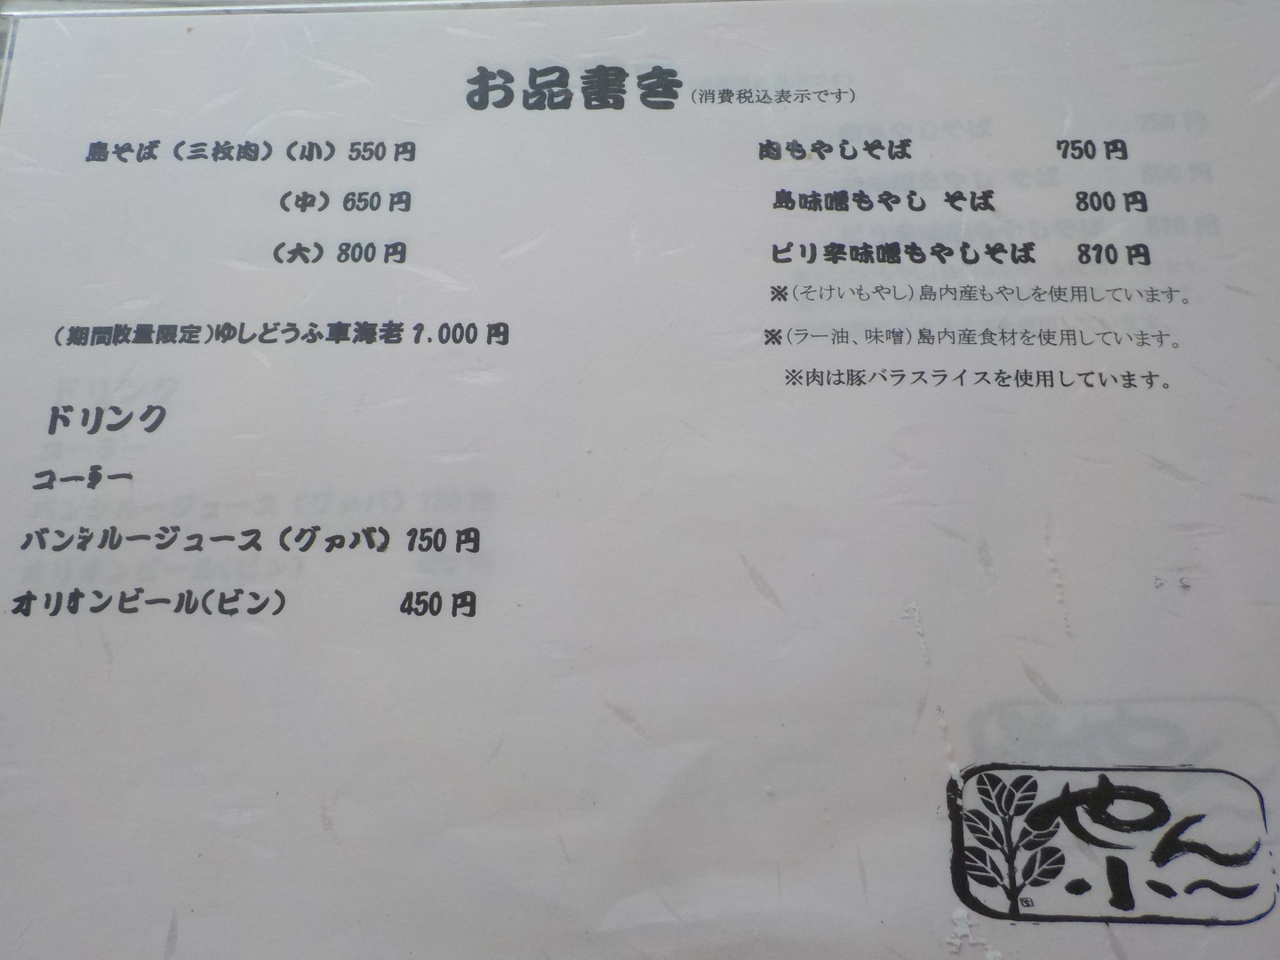 お品書き(消費税込表示です)
島そば(三枚肉)(小)550円
(中)650円
(大)800円
(期間数量限定)ゆしどうふ車海老1.000円
ドリンク
コーラー
バンシルージュース(グァバ)150円
オリオンビール(ビン) 450円
肉もやしそば 750円
島味噌もやし そば 800円
ピリ辛味噌もやしそば 810円
※(そけいもやし)島内産もやしを使用しています。
※(ラー油、味噌)島内産食材を使用しています。
※肉は豚バラスライスを使用しています。
やん
小~